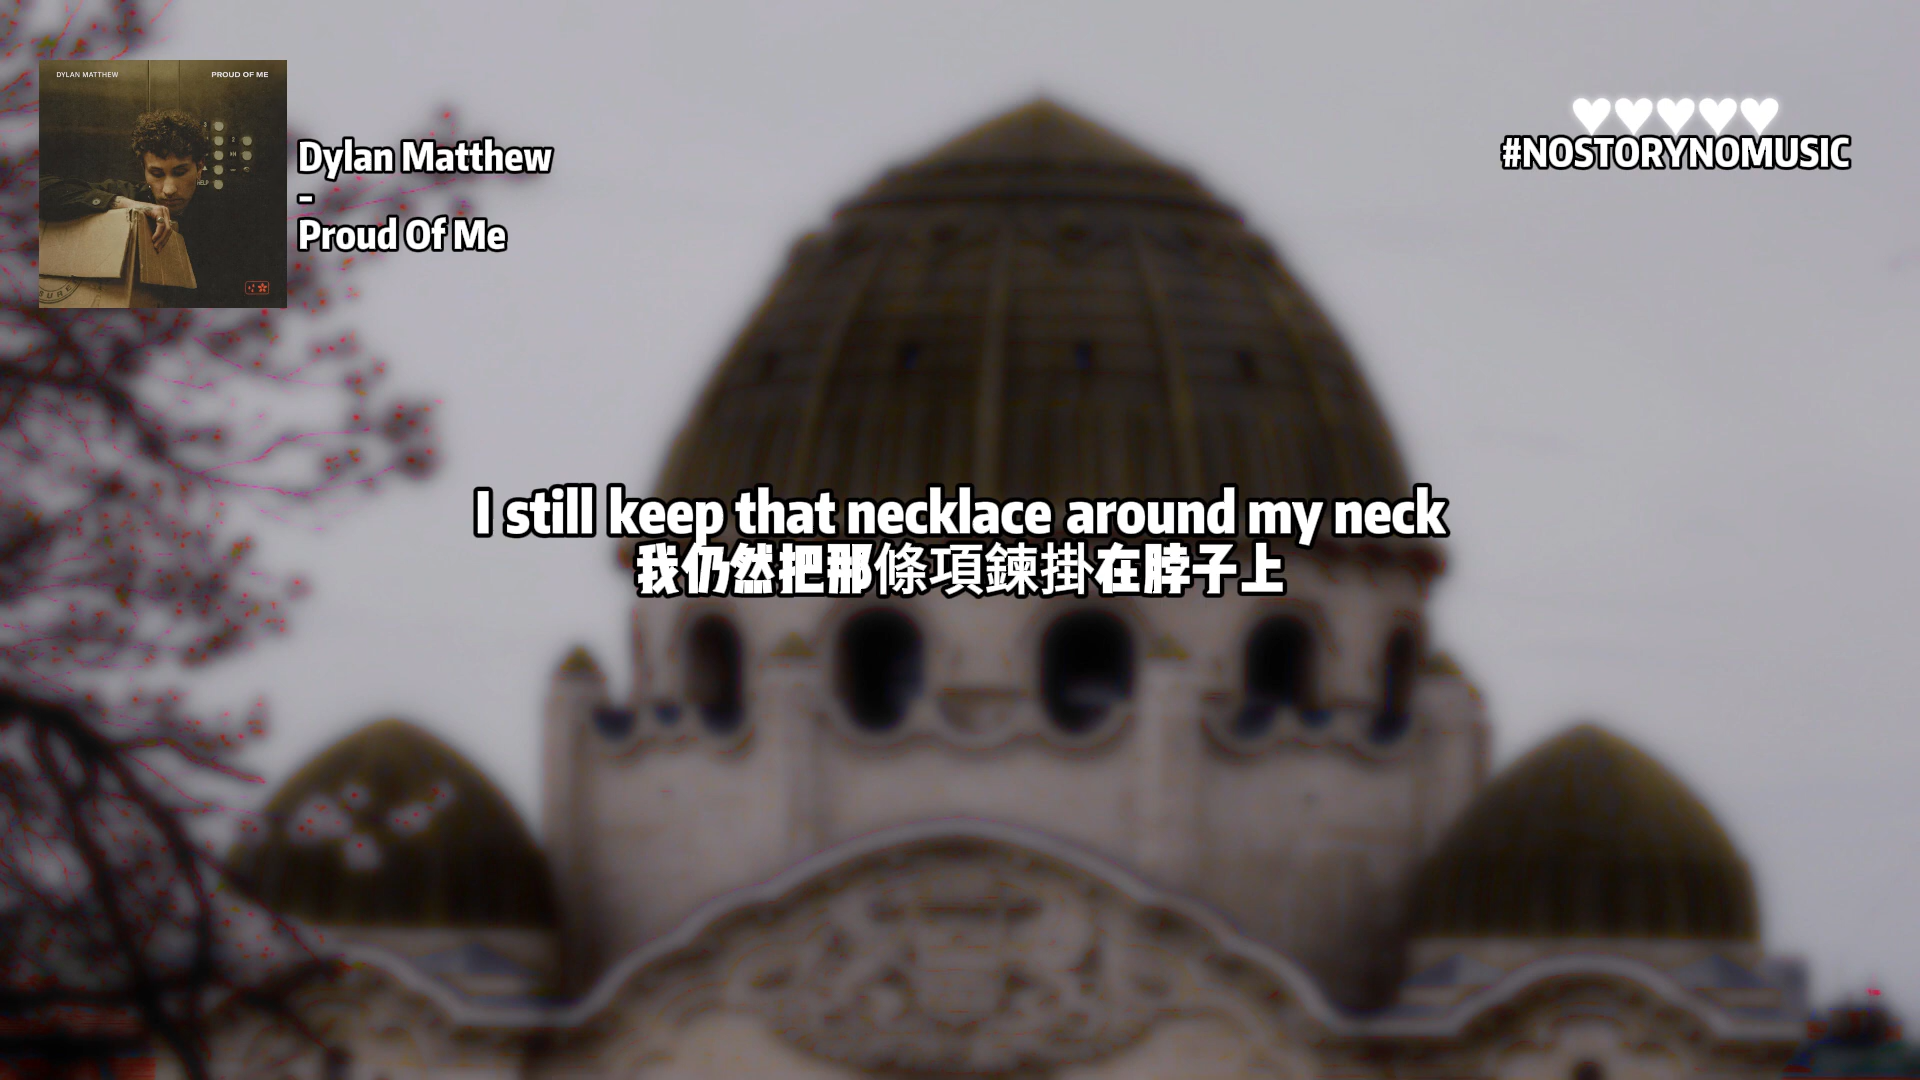 DYLAN MATTHEW
PROUD OF ME
HELP
Dylan Matthew
-
Proud Of Me
♥♥♥♥♥
#NOSTORYNOMUSIC
I still keep that necklace around my neck
我仍然把那條項鍊掛在脖子上